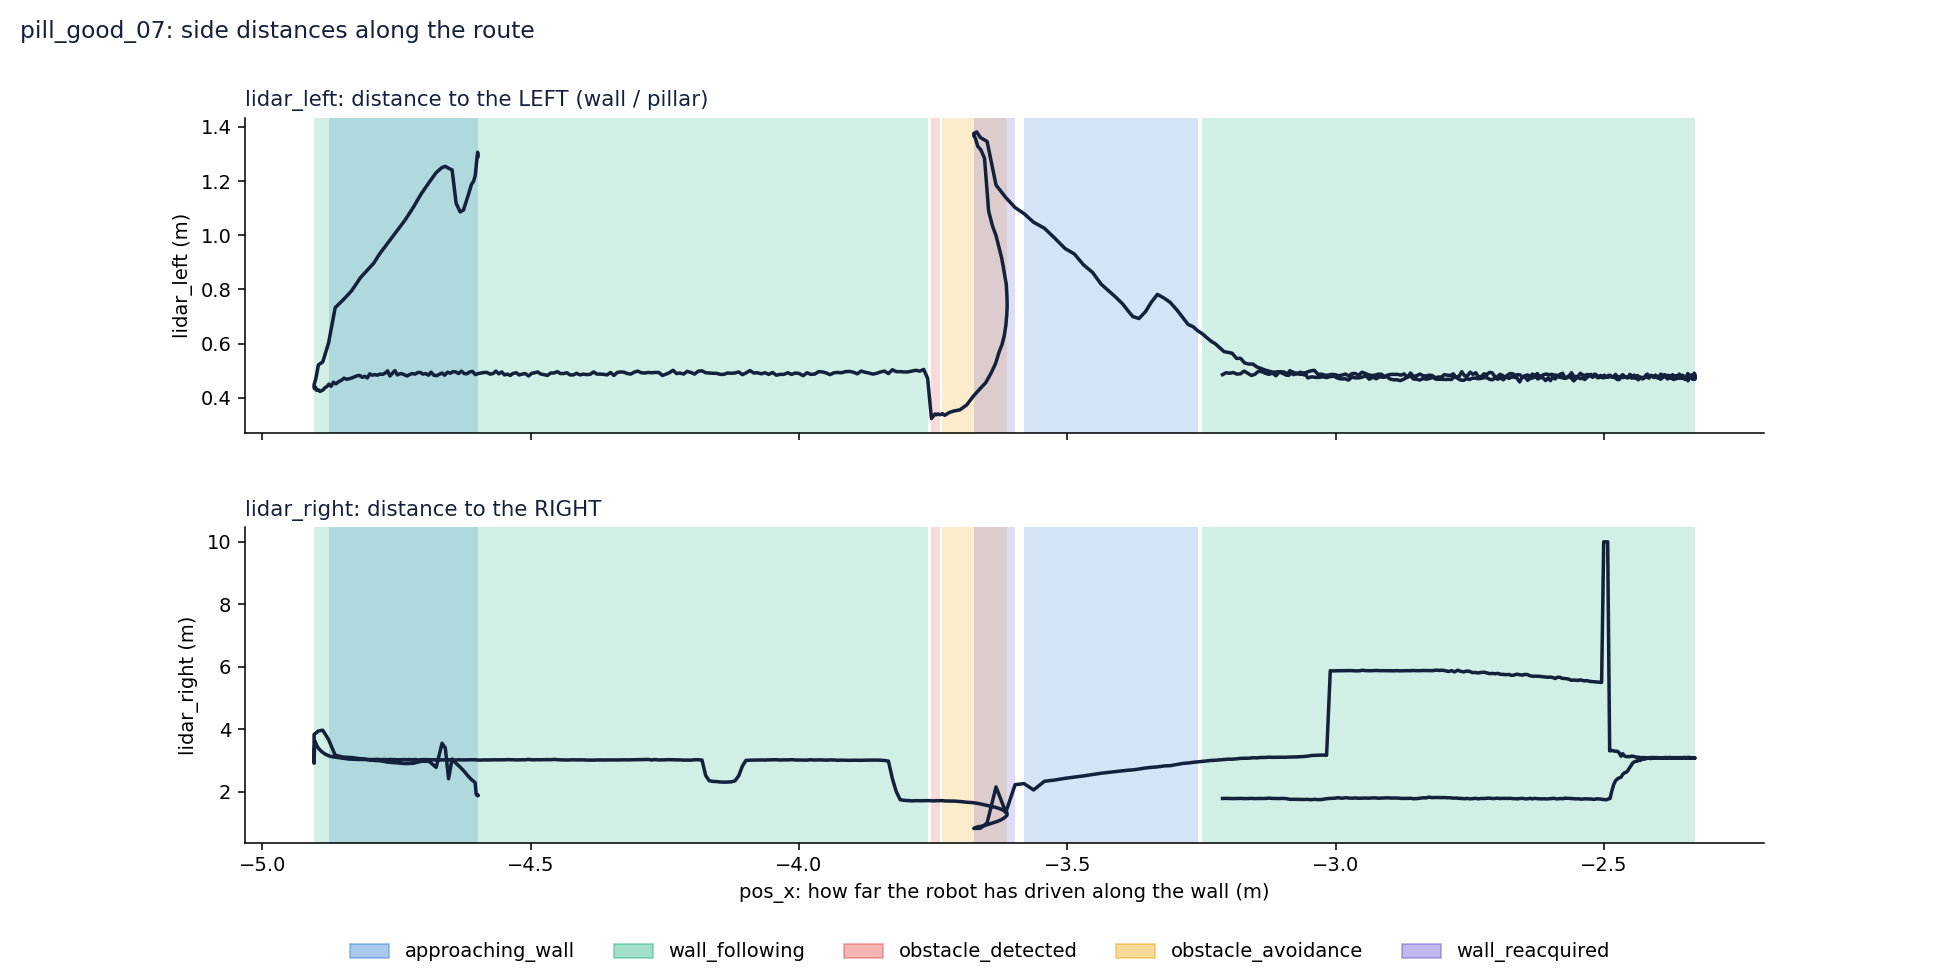 pill_good_07: side distances along the route
lidar_left: distance to the LEFT (wall / pillar)
lidar_left (m)
1.4
1.2
1.0
0.8
0.6
0.4
lidar_right: distance to the RIGHT
lidar_right (m)
10
8
6
4
2
−5.0 −4.5 −4.0 −3.5 −3.0 −2.5
pos_x: how far the robot has driven along the wall (m)
approaching_wall wall_following obstacle_detected obstacle_avoidance wall_reacquired